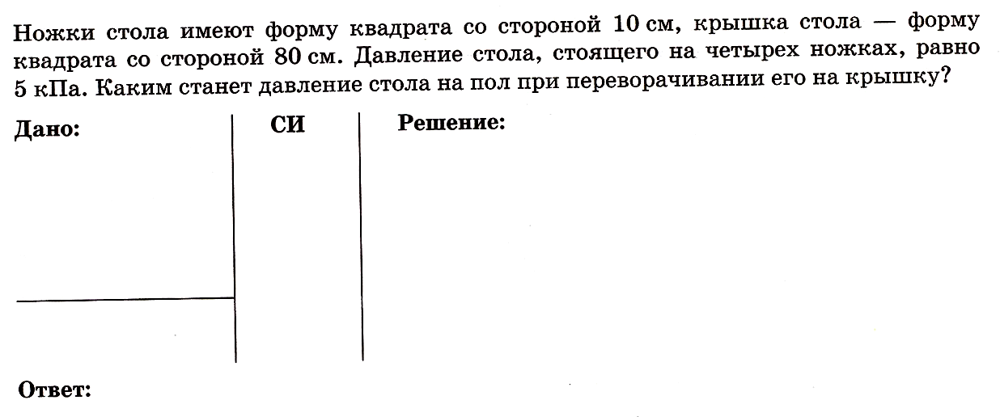 Ножки стола имеют форму квадрата со стороной 10 см, крышка стола — форму
квадрата со стороной 80 см. Давление стола, стоящего на четырех ножках, равно
5 кПа. Каким станет давление стола на пол при переворачивании его на крышку?
Дано: СИ Решение:
Ответ: